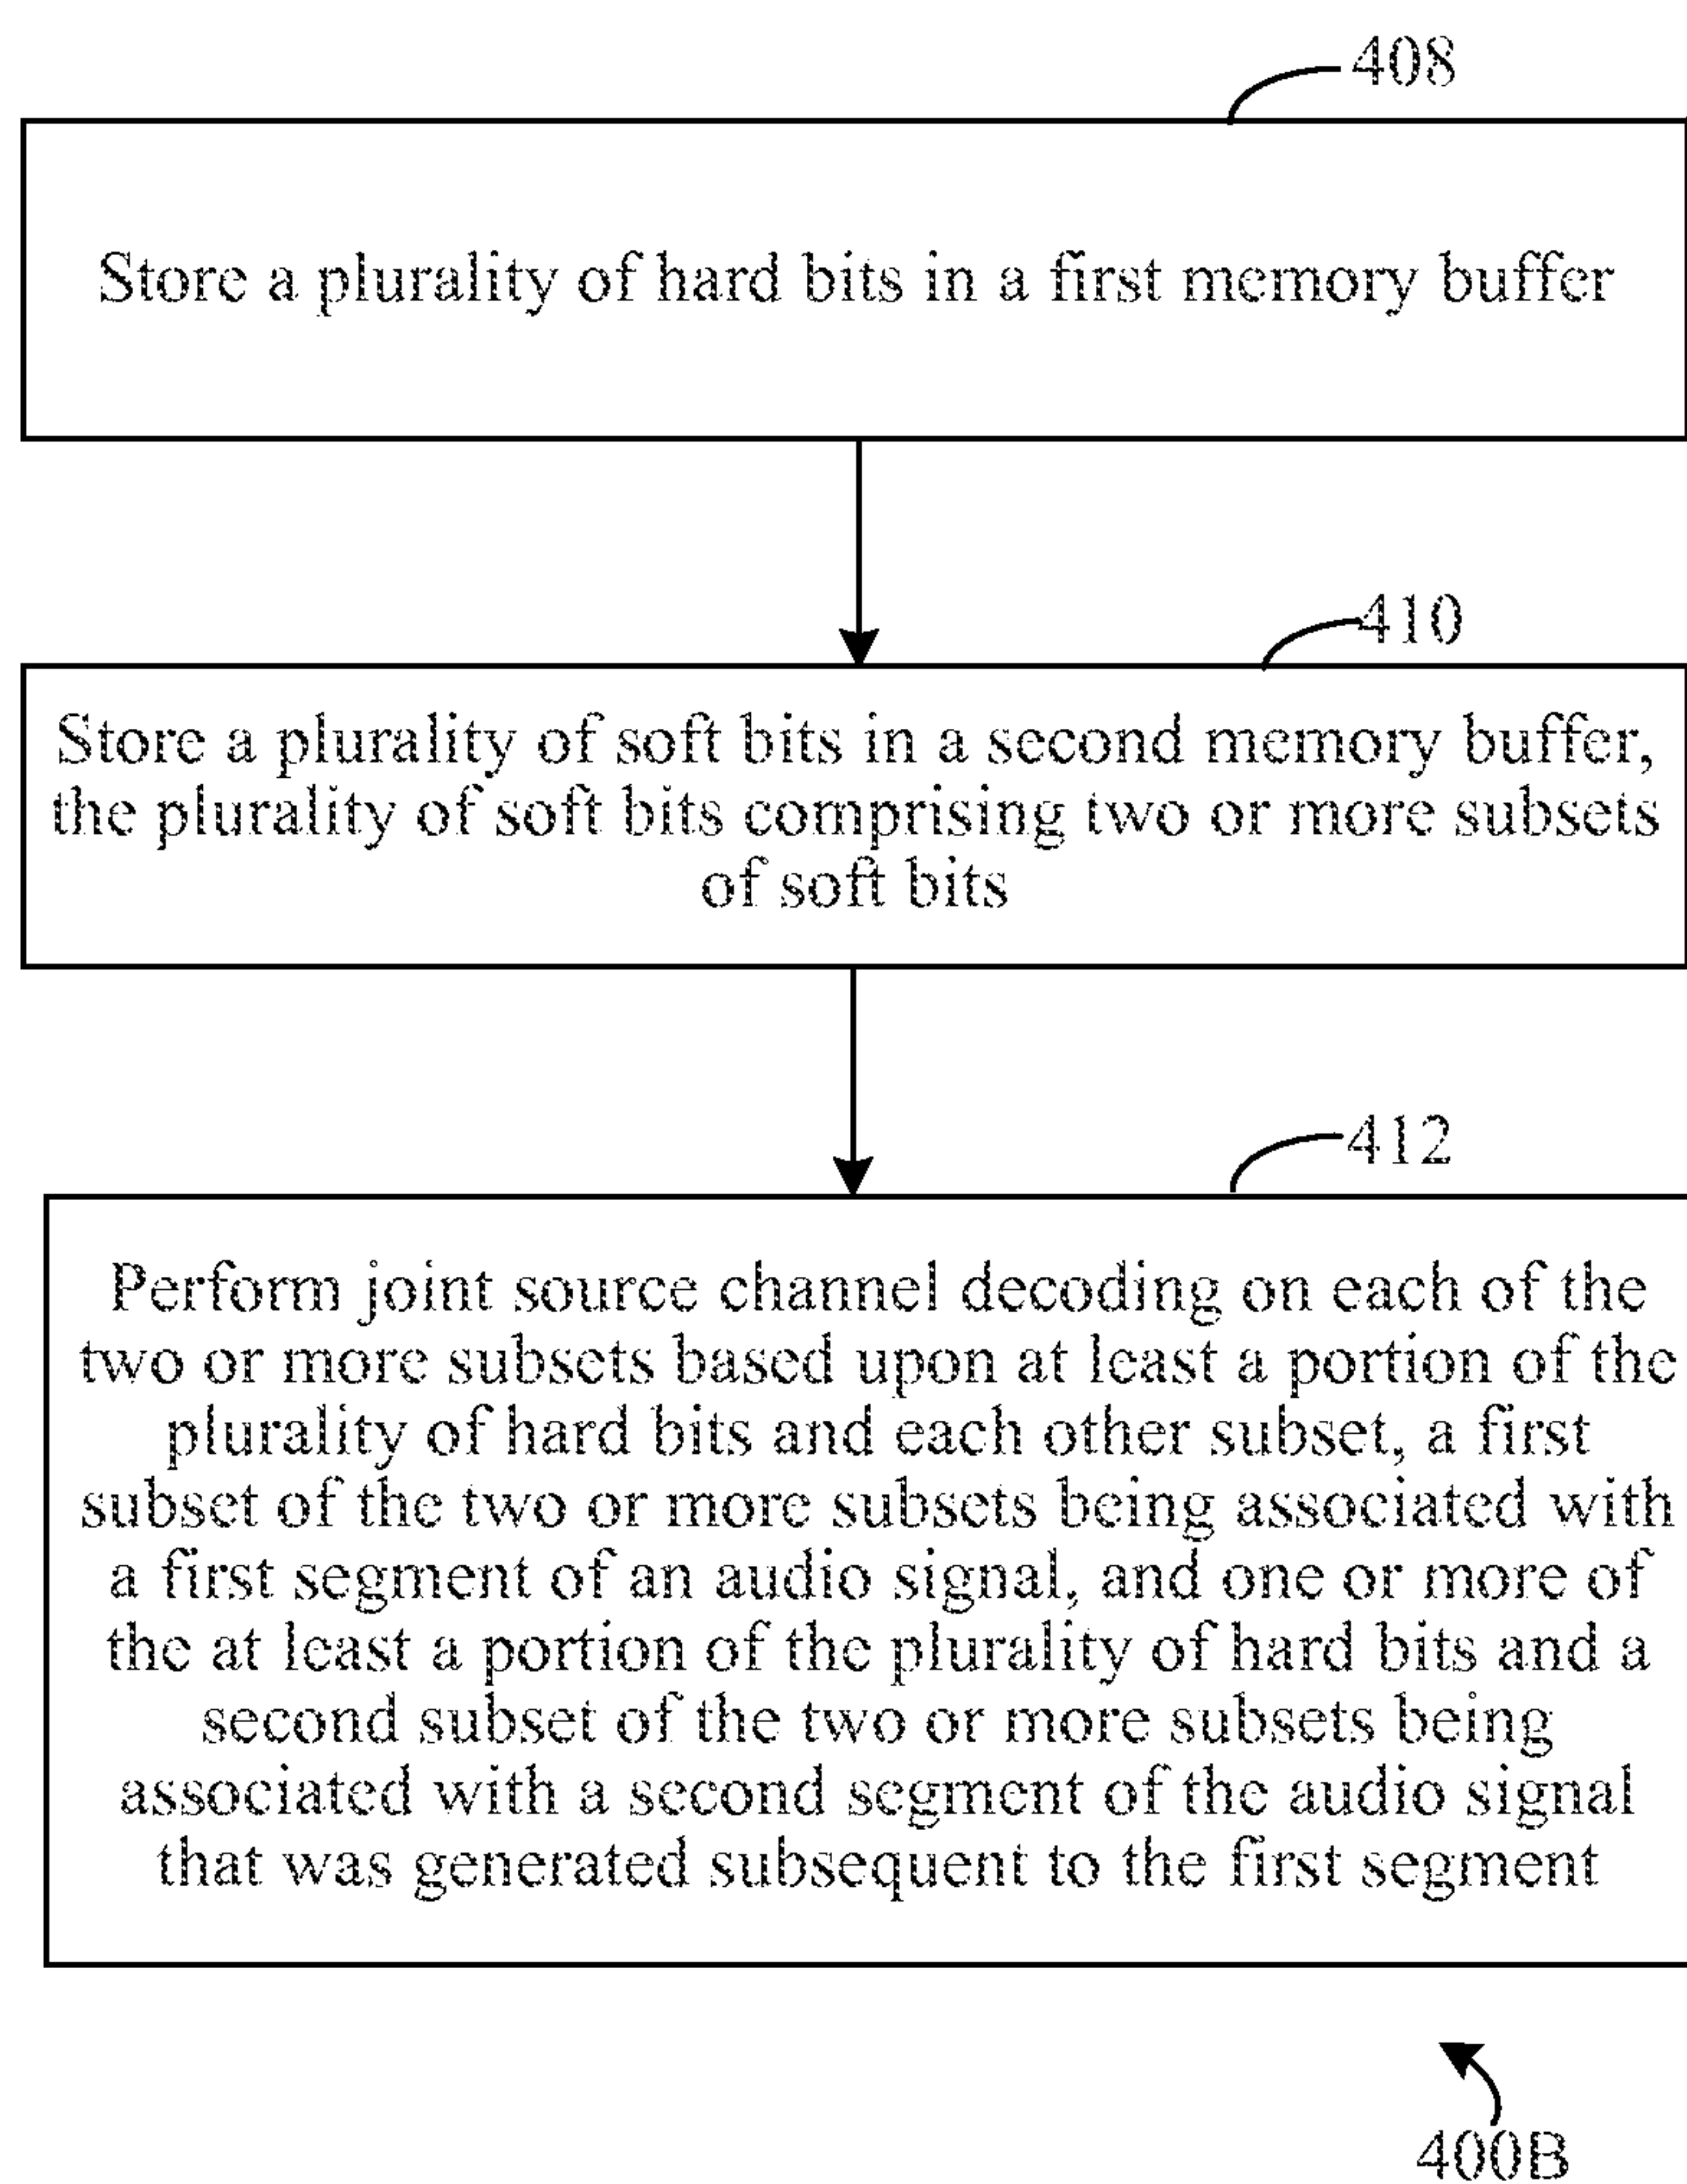 408
Store a plurality of hard bits in a first memory buffer
410
Store a plurality of soft bits in a second memory buffer,
the plurality of soft bits comprising two or more subsets
of soft bits
412
Perform joint source channel decoding on each of the
two or more subsets based upon at least a portion of the
plurality of hard bits and each other subset, a first
subset of the two or more subsets being associated with
a first segment of an audio signal, and one or more of
the at least a portion of the plurality of hard bits and a
second subset of the two or more subsets being
associated with a second segment of the audio signal
that was generated subsequent to the first segment
400B